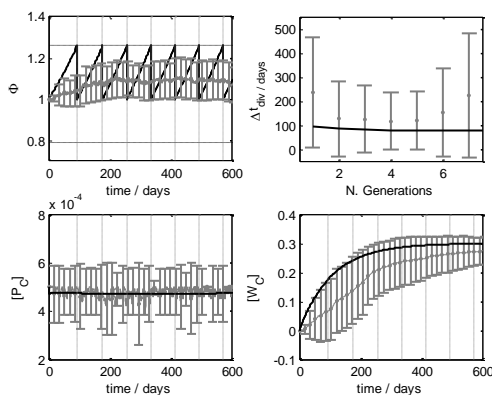 1.4
1.2
1
0.8
Φ
0 200 400 600
time / days
500
400
300
200
100
0
Δt_div / days
2 4 6
N. Generations
x 10^-4
8
6
4
2
[P_C]
0 200 400 600
time / days
0.4
0.3
0.2
0.1
0
-0.1
[W_C]
0 200 400 600
time / days